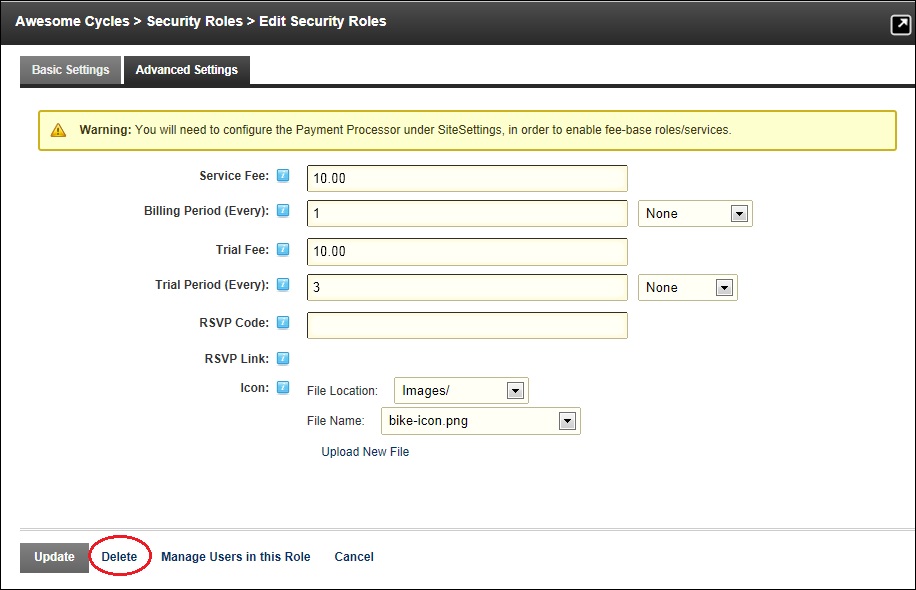 Awesome Cycles > Security Roles > Edit Security Roles
Basic Settings Advanced Settings
Warning: You will need to configure the Payment Processor under SiteSettings, in order to enable fee-base roles/services.
Service Fee: 10.00
Billing Period (Every): 1 None
Trial Fee: 10.00
Trial Period (Every): 3 None
RSVP Code:
RSVP Link:
Icon: File Location: Images/
File Name: bike-icon.png
Upload New File
Update Delete Manage Users in this Role Cancel